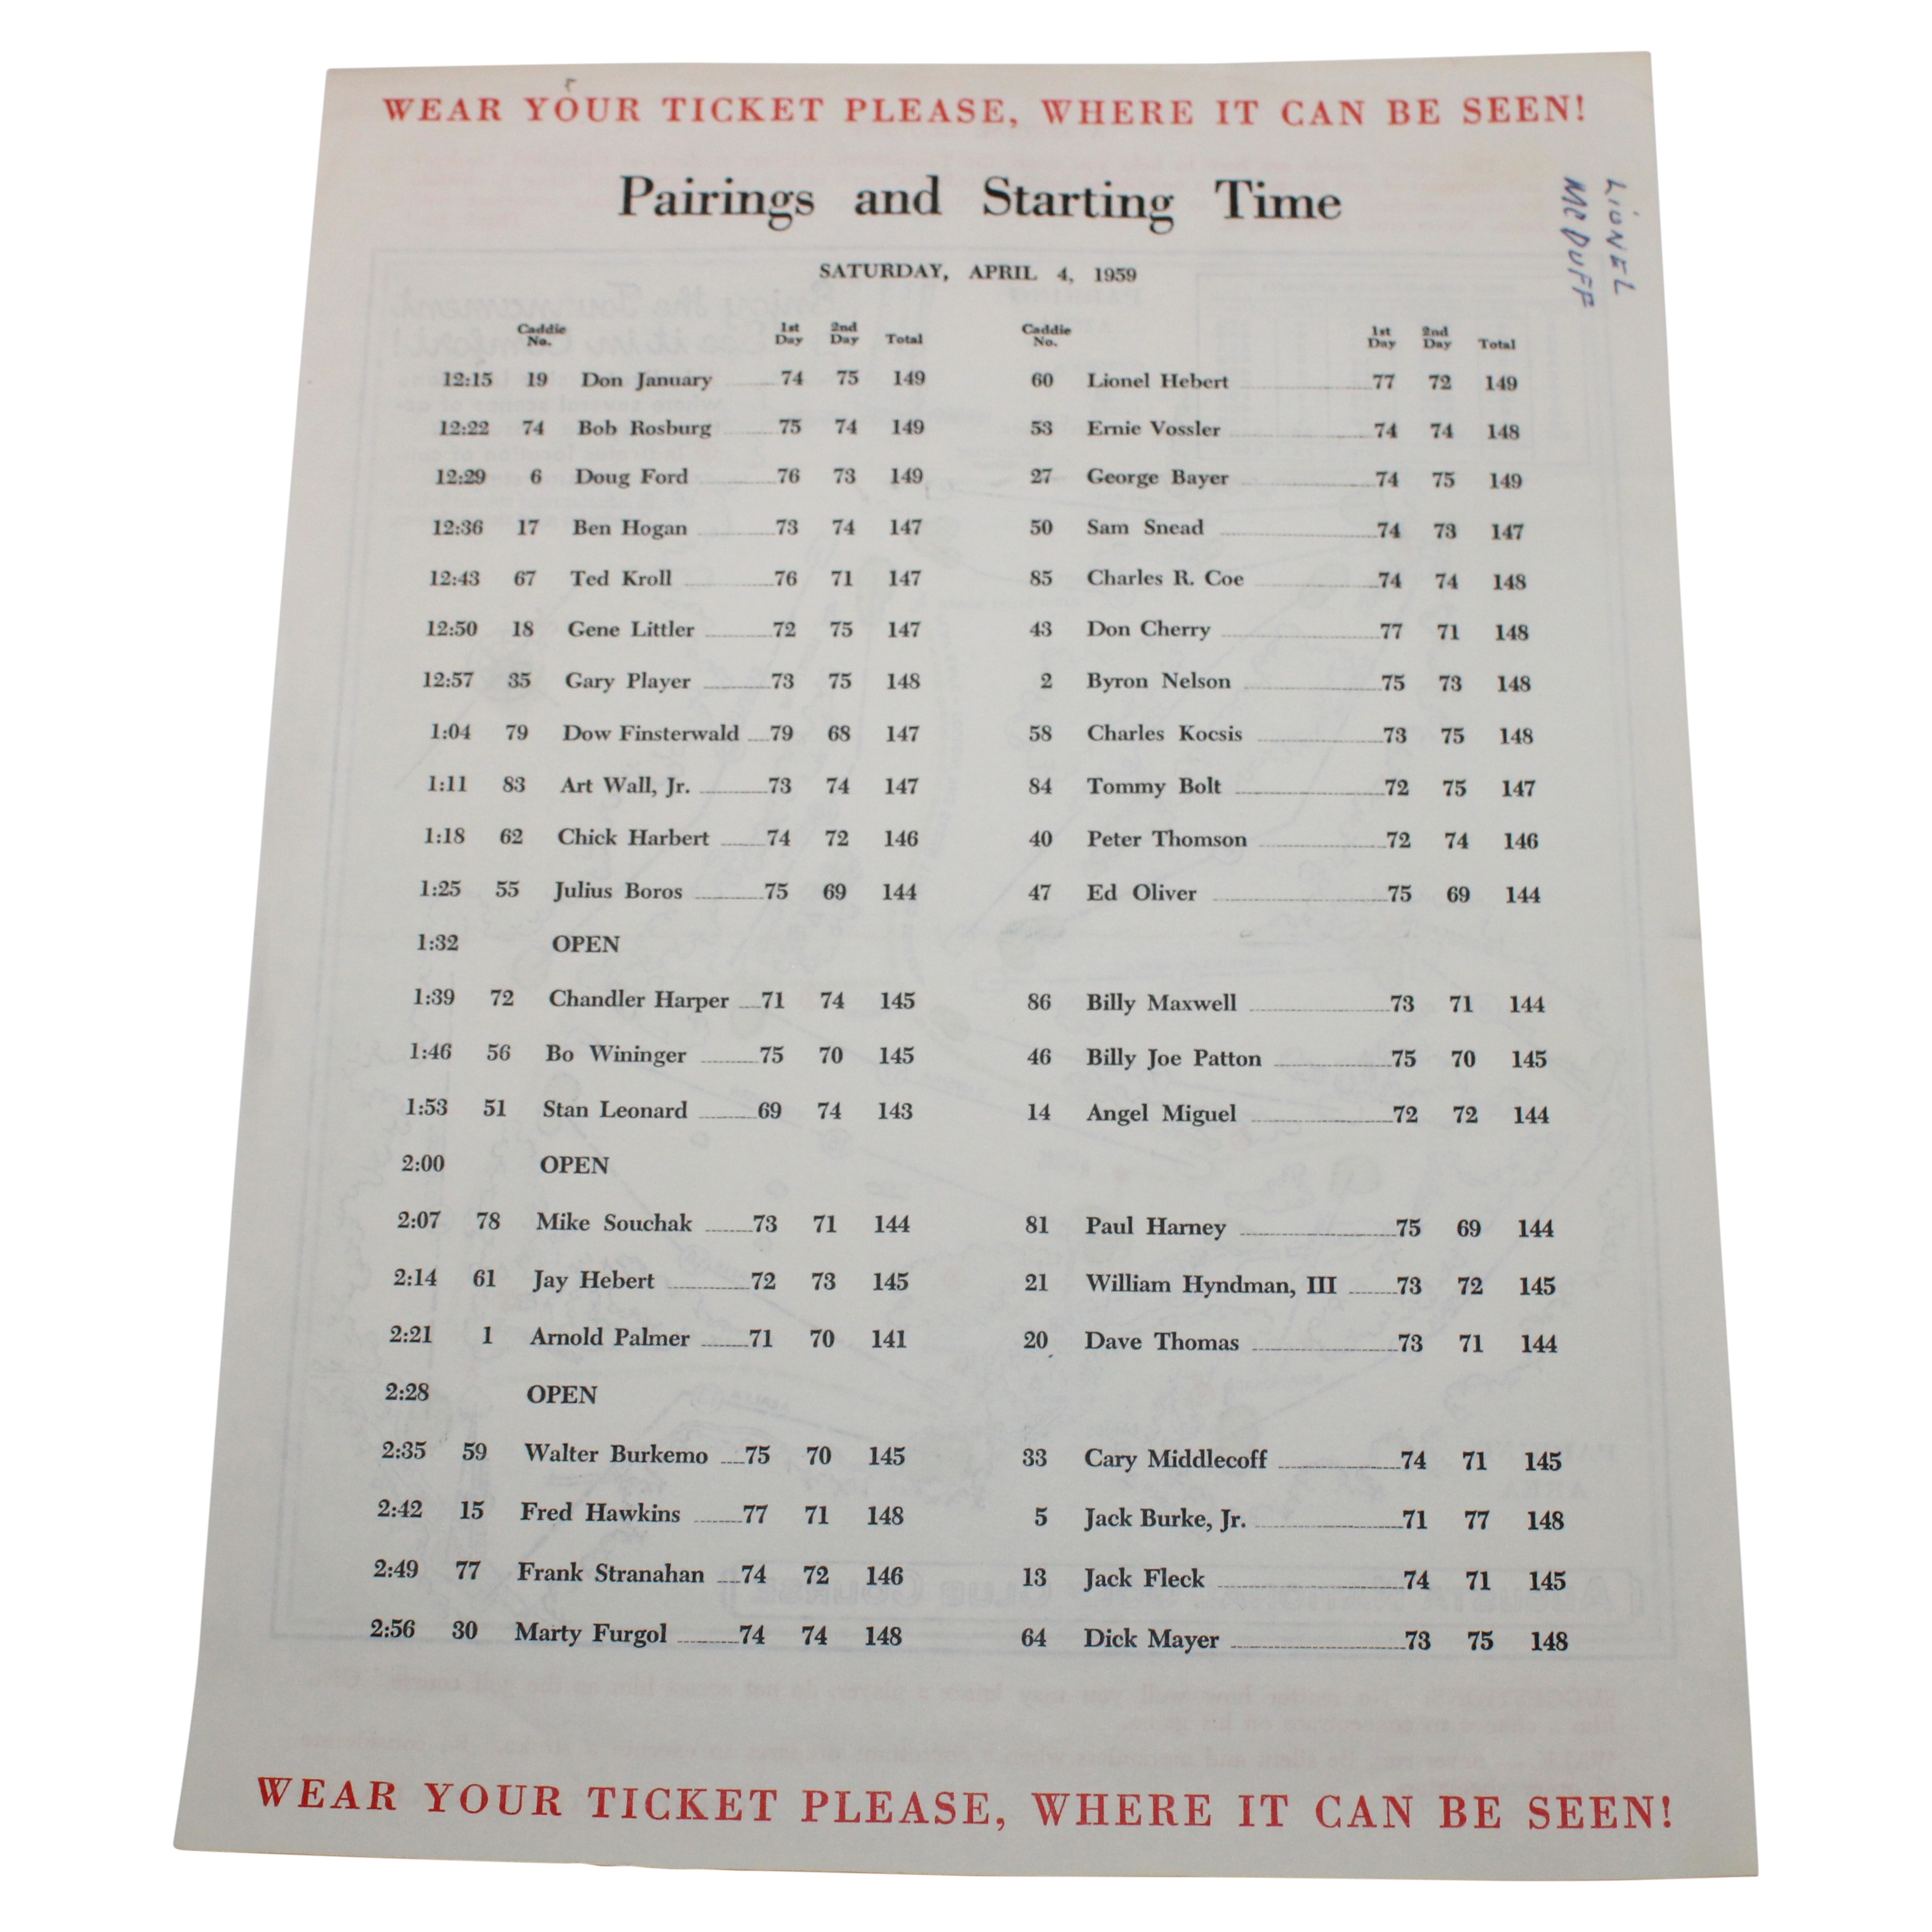 WEAR YOUR TICKET PLEASE, WHERE IT CAN BE SEEN!
Pairings and Starting Time
LIONEL
McDUFF
SATURDAY, APRIL 4, 1959
Caddie No. 1st Day 2nd Day Total Caddie No. 1st Day 2nd Day Total
12:15 19 Don January 74 75 149 60 Lionel Hebert 77 72 149
12:22 74 Bob Rosburg 75 74 149 53 Ernie Vossler 74 74 148
12:29 6 Doug Ford 76 73 149 27 George Bayer 74 75 149
12:36 17 Ben Hogan 73 74 147 50 Sam Snead 74 73 147
12:43 67 Ted Kroll 76 71 147 85 Charles R. Coe 74 74 148
12:50 18 Gene Littler 72 75 147 43 Don Cherry 77 71 148
12:57 35 Gary Player 73 75 148 2 Byron Nelson 75 73 148
1:04 79 Dow Finsterwald 79 68 147 58 Charles Kocsis 73 75 148
1:11 83 Art Wall, Jr. 73 74 147 84 Tommy Bolt 72 75 147
1:18 62 Chick Harbert 74 72 146 40 Peter Thomson 72 74 146
1:25 55 Julius Boros 75 69 144 47 Ed Oliver 75 69 144
1:32 OPEN
1:39 72 Chandler Harper 71 74 145 86 Billy Maxwell 73 71 144
1:46 56 Bo Wininger 75 70 145 46 Billy Joe Patton 75 70 145
1:53 51 Stan Leonard 69 74 143 14 Angel Miguel 72 72 144
2:00 OPEN
2:07 78 Mike Souchak 73 71 144 81 Paul Harney 75 69 144
2:14 61 Jay Hebert 72 73 145 21 William Hyndman, III 73 72 145
2:21 1 Arnold Palmer 71 70 141 20 Dave Thomas 73 71 144
2:28 OPEN
2:35 59 Walter Burkemo 75 70 145 33 Cary Middlecoff 74 71 145
2:42 15 Fred Hawkins 77 71 148 5 Jack Burke, Jr. 71 77 148
2:49 77 Frank Stranahan 74 72 146 13 Jack Fleck 74 71 145
2:56 30 Marty Furgol 74 74 148 64 Dick Mayer 73 75 148
WEAR YOUR TICKET PLEASE, WHERE IT CAN BE SEEN!